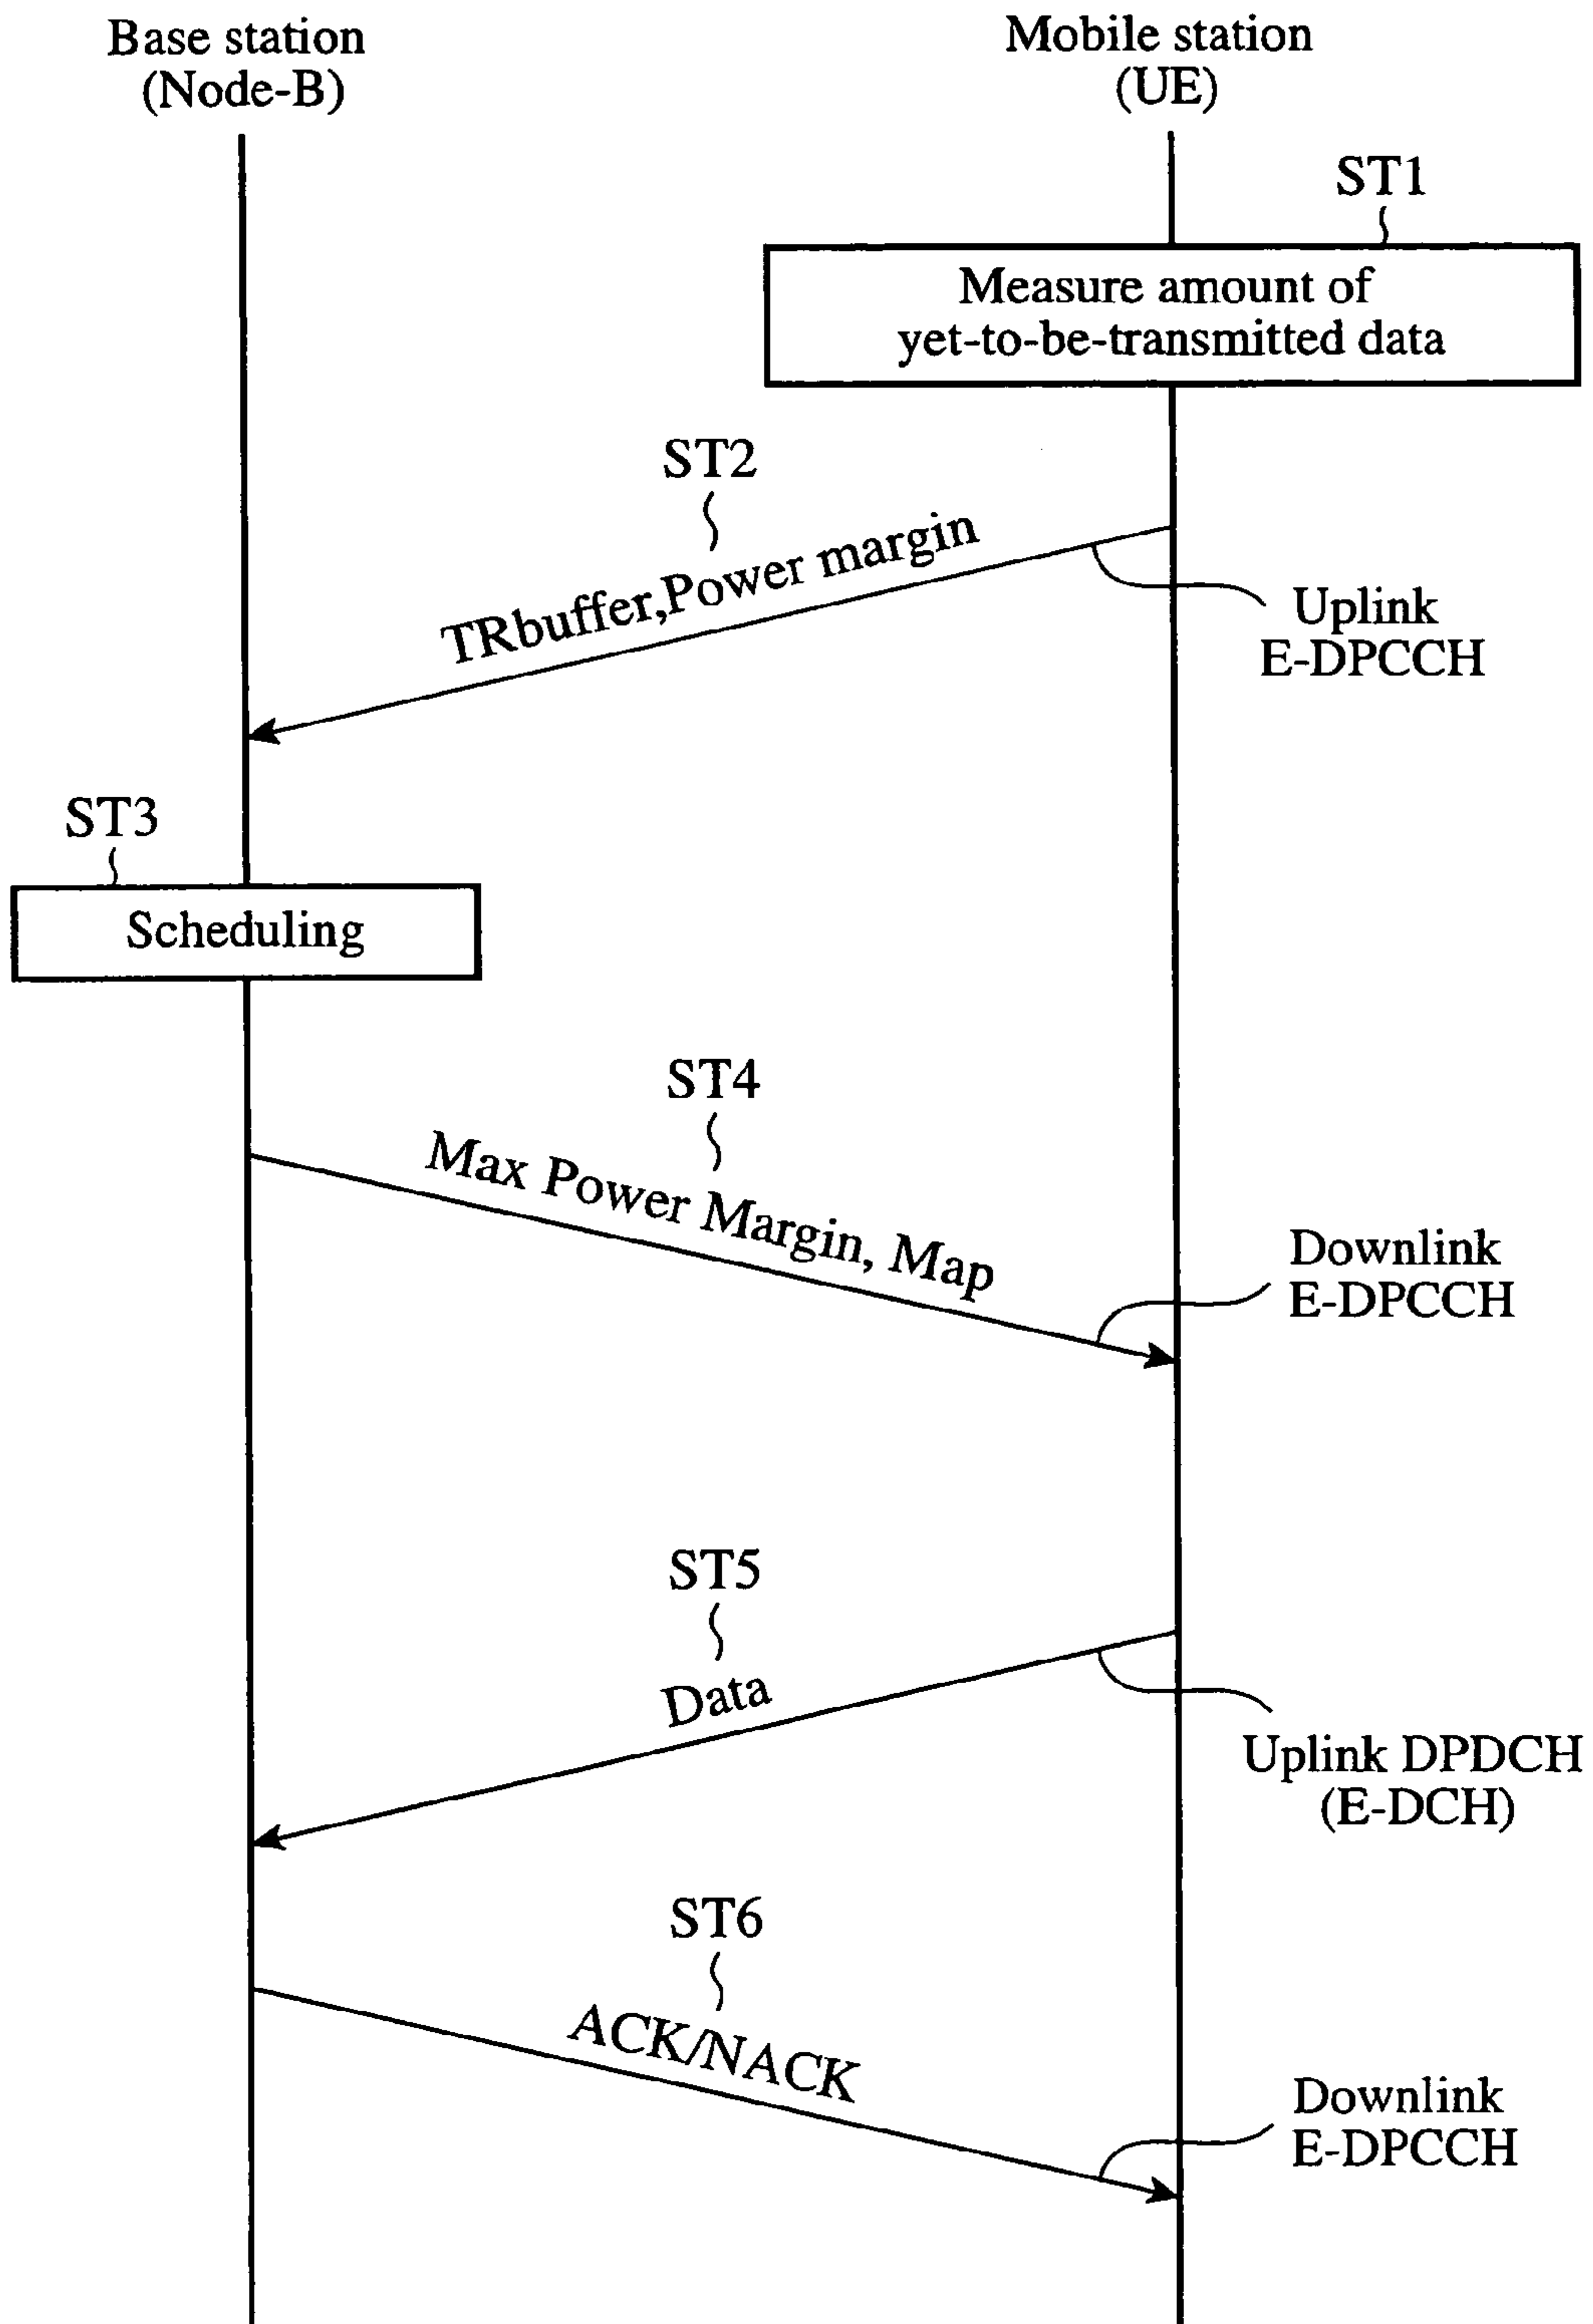 Base station
(Node-B)
Mobile station
(UE)
ST1
Measure amount of
yet-to-be-transmitted data
ST2
TRbuffer,Power margin
Uplink
E-DPCCH
ST3
Scheduling
ST4
Max Power Margin, Map
Downlink
E-DPCCH
ST5
Data
Uplink DPDCH
(E-DCH)
ST6
ACK/NACK
Downlink
E-DPCCH